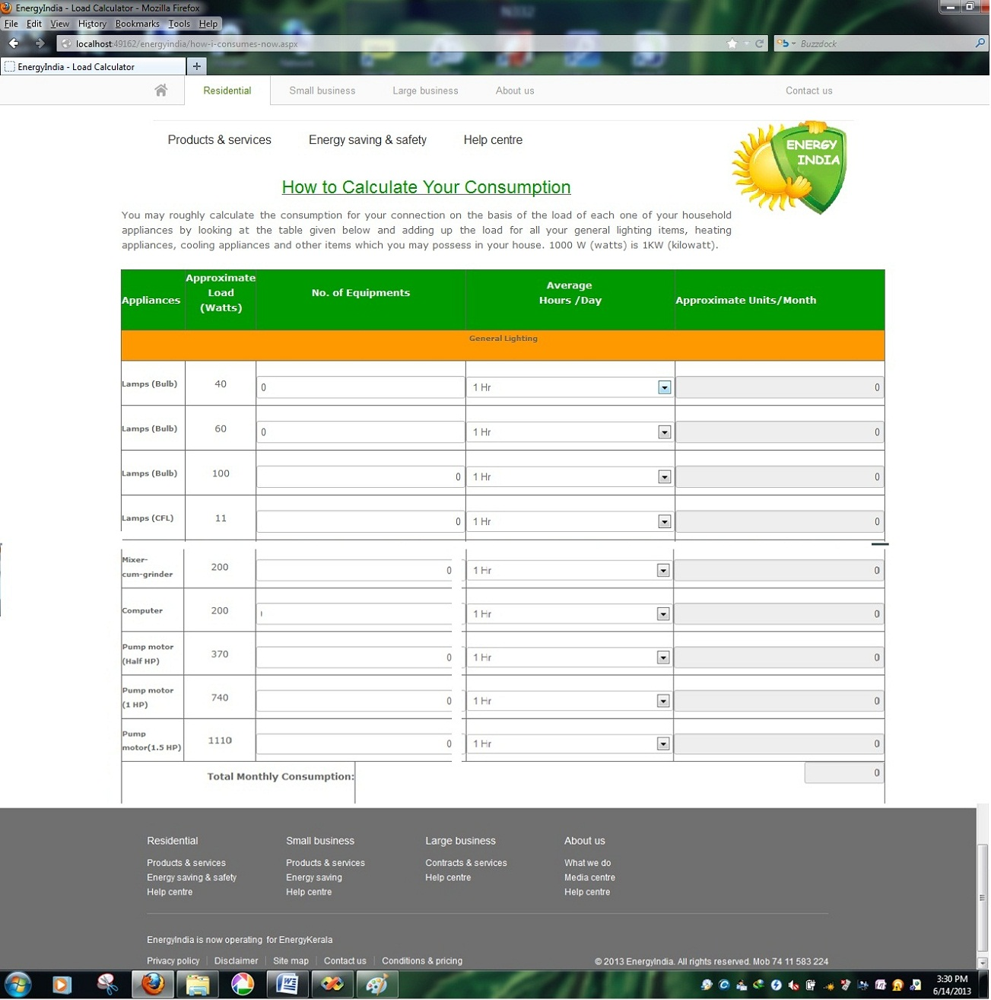 EnergyIndia - Load Calculator - Mozilla Firefox
File Edit View History Bookmarks Tools Help
localhost:49162/energyindia/how-i-consumes-now.aspx
Buzzdock
EnergyIndia - Load Calculator +
Residential Small business Large business About us Contact us
Products & services Energy saving & safety Help centre
ENERGY
INDIA
How to Calculate Your Consumption
You may roughly calculate the consumption for your connection on the basis of the load of each one of your household
appliances by looking at the table given below and adding up the load for all your general lighting items, heating
appliances, cooling appliances and other items which you may possess in your house. 1000 W (watts) is 1KW (kilowatt).
Appliances Approximate Load (Watts) No. of Equipments Average Hours /Day Approximate Units/Month
General Lighting
Lamps (Bulb) 40 0 1 Hr 0
Lamps (Bulb) 60 0 1 Hr 0
Lamps (Bulb) 100 0 1 Hr 0
Lamps (CFL) 11 0 1 Hr 0
Mixer-cum-grinder 200 0 1 Hr 0
Computer 200 1 Hr 0
Pump motor (Half HP) 370 0 1 Hr 0
Pump motor (1 HP) 740 0 1 Hr 0
Pump motor(1.5 HP) 1110 0 1 Hr 0
Total Monthly Consumption: 0
Residential Small business Large business About us
Products & services Products & services Contracts & services What we do
Energy saving & safety Energy saving Help centre Media centre
Help centre Help centre Help centre
EnergyIndia is now operating for EnergyKerala
Privacy policy Disclaimer Site map Contact us Conditions & pricing © 2013 EnergyIndia. All rights reserved. Mob 74 11 583 224
3:30 PM
6/14/2013